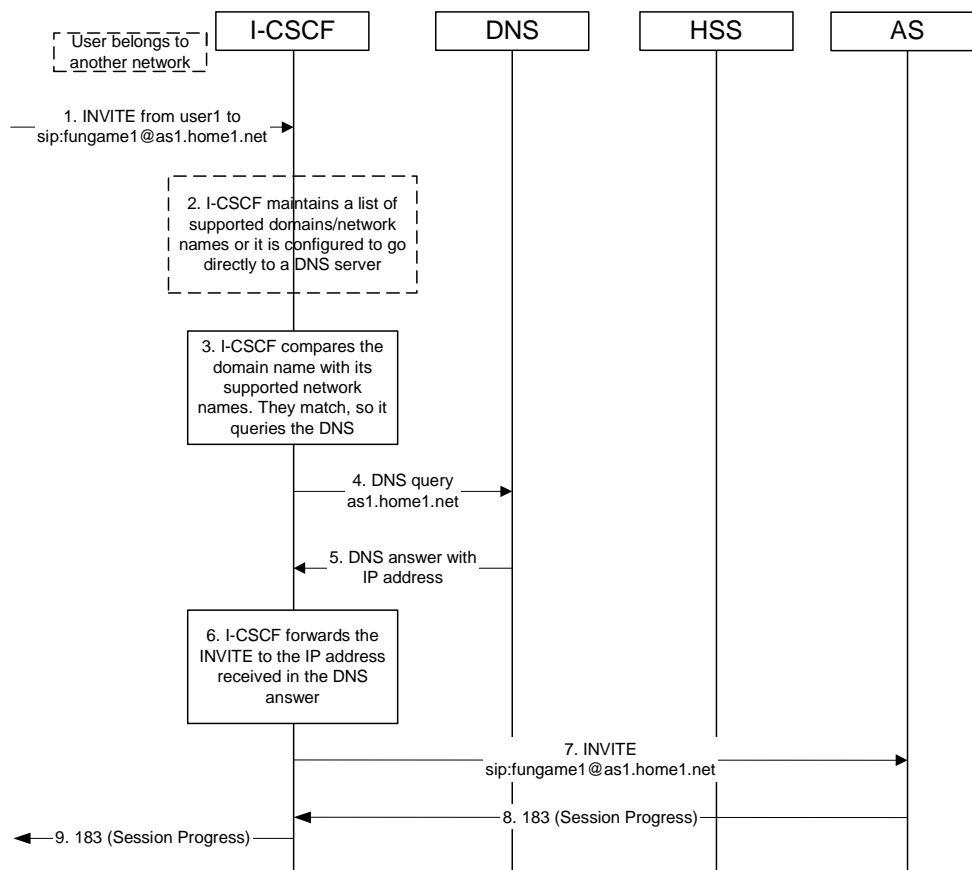 I-CSCF
DNS
HSS
AS
User belongs to
another network
1. INVITE from user1 to
sip:fungame1@as1.home1.net
2. I-CSCF maintains a list of
supported domains/network
names or it is configured to go
directly to a DNS server
3. I-CSCF compares the
domain name with its
supported network
names. They match, so it
queries the DNS
4. DNS query
as1.home1.net
5. DNS answer with
IP address
6. I-CSCF forwards the
INVITE to the IP address
received in the DNS
answer
7. INVITE
sip:fungame1@as1.home1.net
8. 183 (Session Progress)
9. 183 (Session Progress)